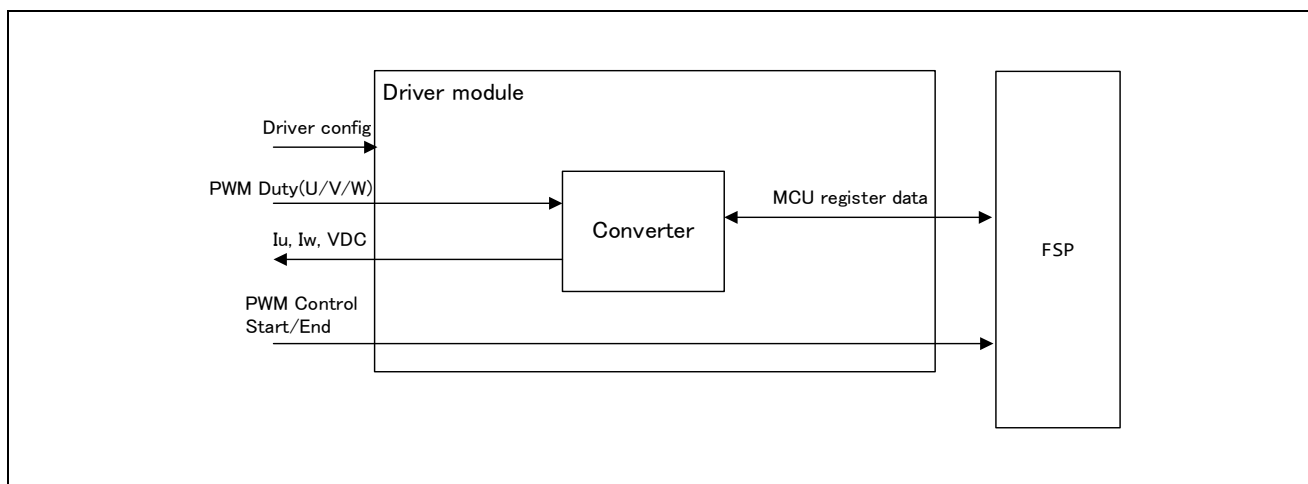 Driver module
Driver config
PWM Duty(U/V/W)
MCU register data
Converter
Iu, Iw, VDC
FSP
PWM Control
Start/End